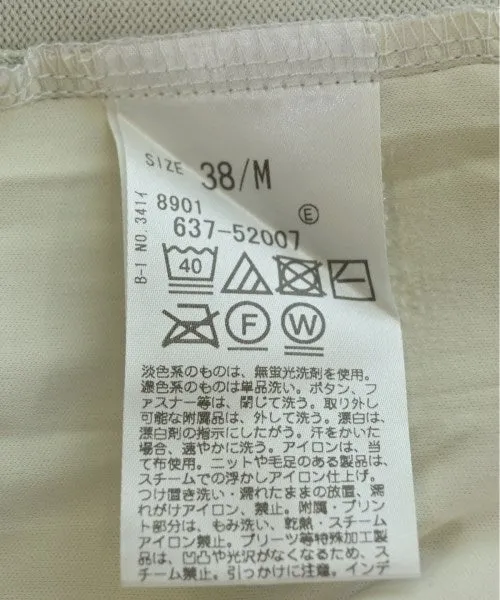 SIZE 38/M
8901
637-52007 E
B-1 NO.3414
40
F W
淡色系のものは、無蛍光洗剤を使用。
濃色系のものは単品洗い。ボタン、フ
ァスナー等は、閉じて洗う。取り外し
可能な附属品は、外して洗う。漂白は、
漂白剤の指示にしたがう。汗をかいた
場合、速やかに洗う。アイロンは、当
て布使用。ニットや毛足のある製品は、
スチームでの浮かしアイロン仕上げ。
つけ置き洗い・濡れたままの放置、濡
れがけアイロン、禁止。附属・プリン
ト部分は、もみ洗い、乾熱・スチーム
アイロン禁止。プリーツ等特殊加工製
品は、凹凸や光沢がなくなるため、ス
チーム禁止。引っかけに注意。インデ